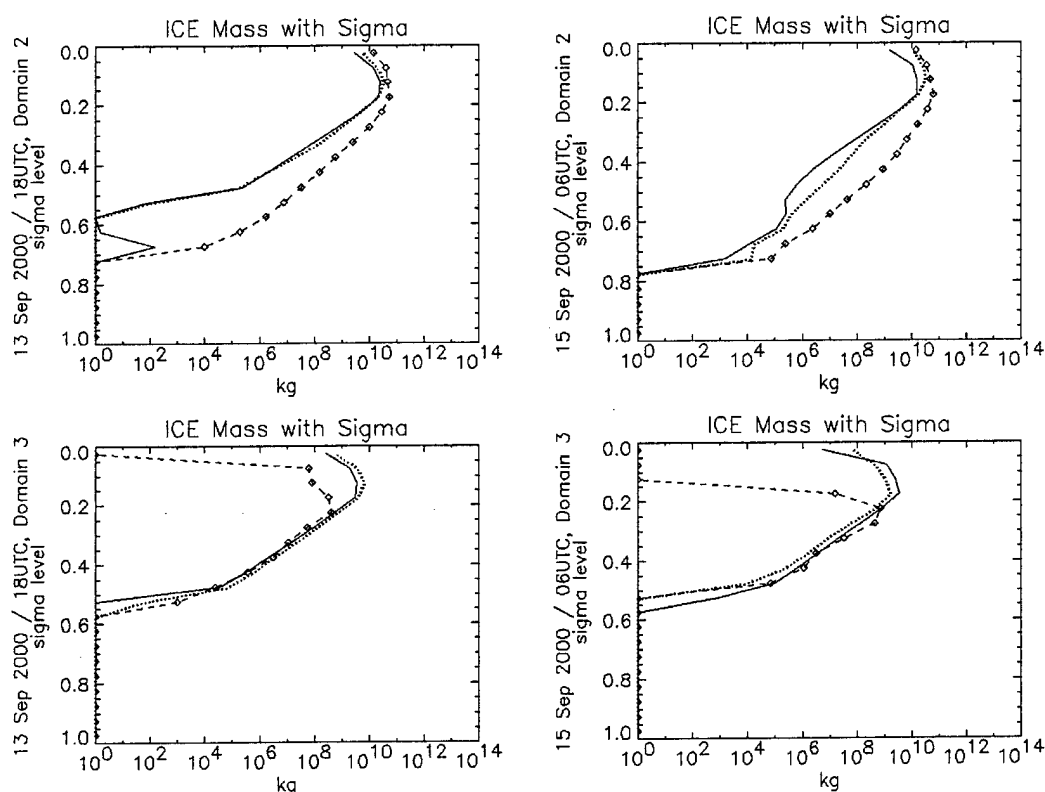 ICE Mass with Sigma
13 Sep 2000 / 18UTC, Domain 2
sigma level
0.0
0.2
0.4
0.6
0.8
1.0
10^0 10^2 10^4 10^6 10^8 10^10 10^12 10^14
kg
ICE Mass with Sigma
15 Sep 2000 / 06UTC, Domain 2
sigma level
0.0
0.2
0.4
0.6
0.8
1.0
10^0 10^2 10^4 10^6 10^8 10^10 10^12 10^14
kg
ICE Mass with Sigma
13 Sep 2000 / 18UTC, Domain 3
sigma level
0.0
0.2
0.4
0.6
0.8
1.0
10^0 10^2 10^4 10^6 10^8 10^10 10^12 10^14
kg
ICE Mass with Sigma
15 Sep 2000 / 06UTC, Domain 3
sigma level
0.0
0.2
0.4
0.6
0.8
1.0
10^0 10^2 10^4 10^6 10^8 10^10 10^12 10^14
kg